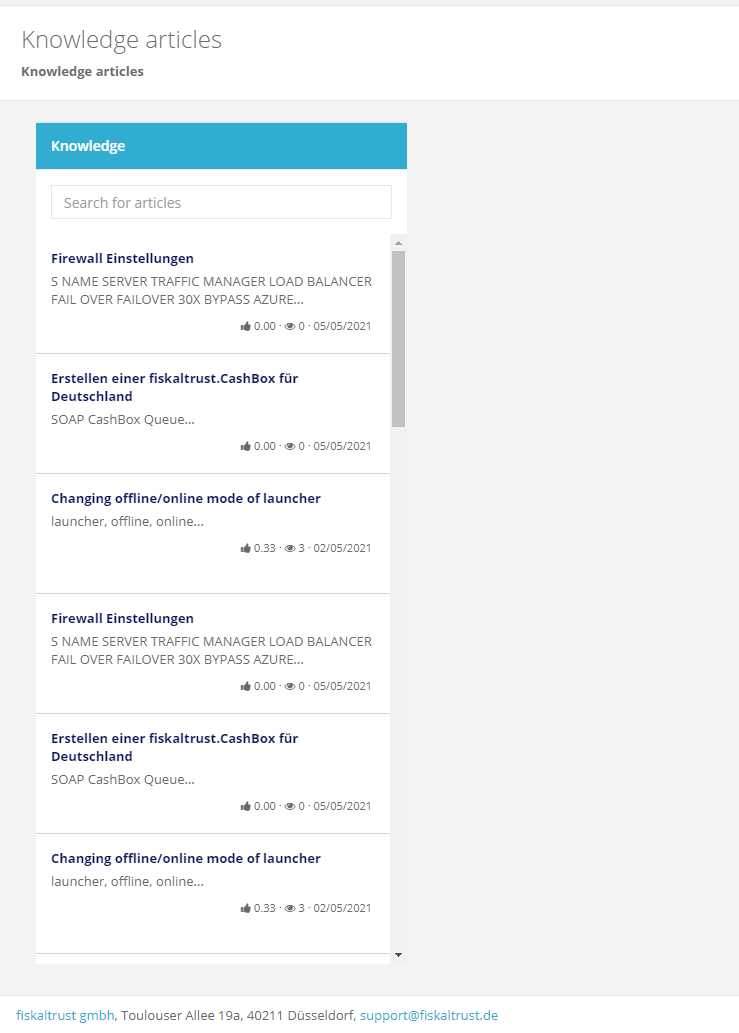 Knowledge articles
Knowledge articles
Knowledge
Search for articles
Firewall Einstellungen
S NAME SERVER TRAFFIC MANAGER LOAD BALANCER
FAIL OVER FAILOVER 30X BYPASS AZURE...
0.00 · 0 · 05/05/2021
Erstellen einer fiskaltrust.CashBox für
Deutschland
SOAP CashBox Queue...
0.00 · 0 · 05/05/2021
Changing offline/online mode of launcher
launcher, offline, online...
0.33 · 3 · 02/05/2021
Firewall Einstellungen
S NAME SERVER TRAFFIC MANAGER LOAD BALANCER
FAIL OVER FAILOVER 30X BYPASS AZURE...
0.00 · 0 · 05/05/2021
Erstellen einer fiskaltrust.CashBox für
Deutschland
SOAP CashBox Queue...
0.00 · 0 · 05/05/2021
Changing offline/online mode of launcher
launcher, offline, online...
0.33 · 3 · 02/05/2021
fiskaltrust gmbh, Toulouser Allee 19a, 40211 Düsseldorf, support@fiskaltrust.de